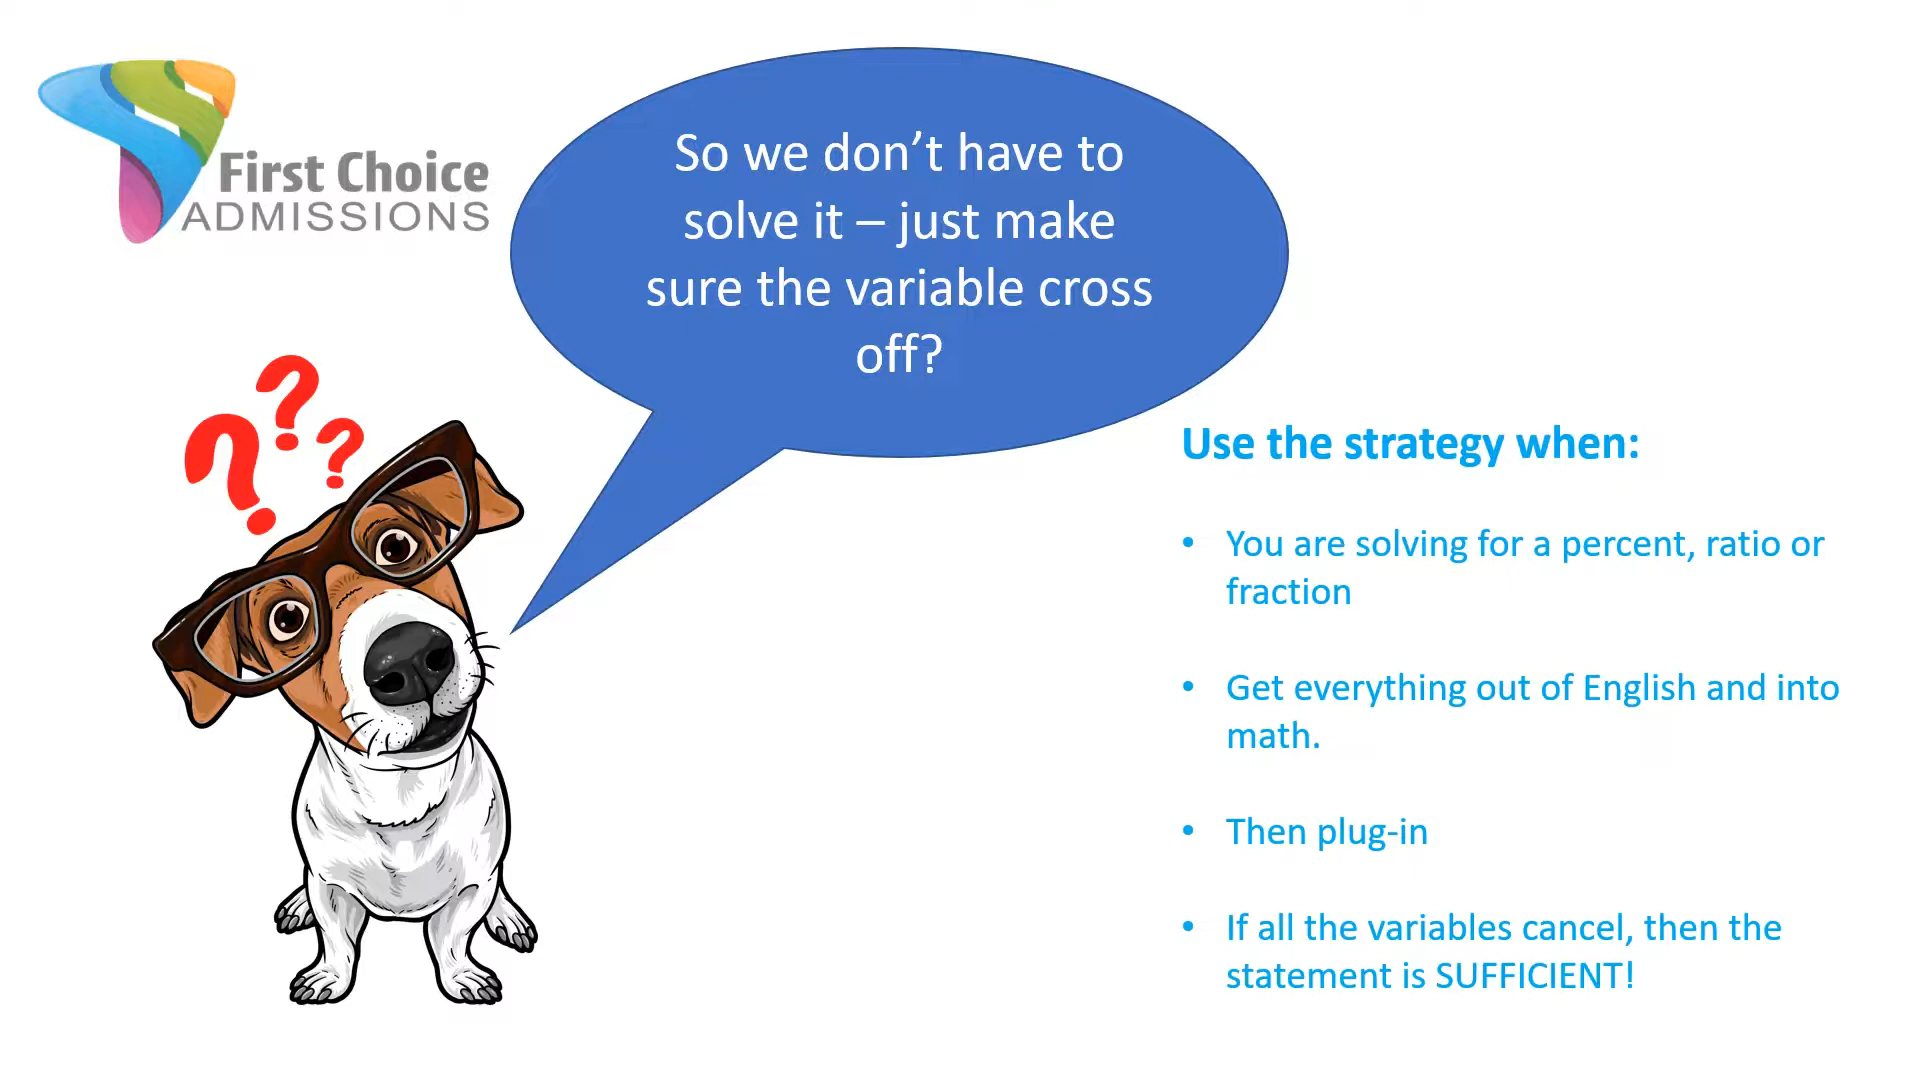 First Choice
ADMISSIONS
So we don’t have to
solve it – just make
sure the variable cross
off?
???
Use the strategy when:
• You are solving for a percent, ratio or
fraction
• Get everything out of English and into
math.
• Then plug-in
• If all the variables cancel, then the
statement is SUFFICIENT!